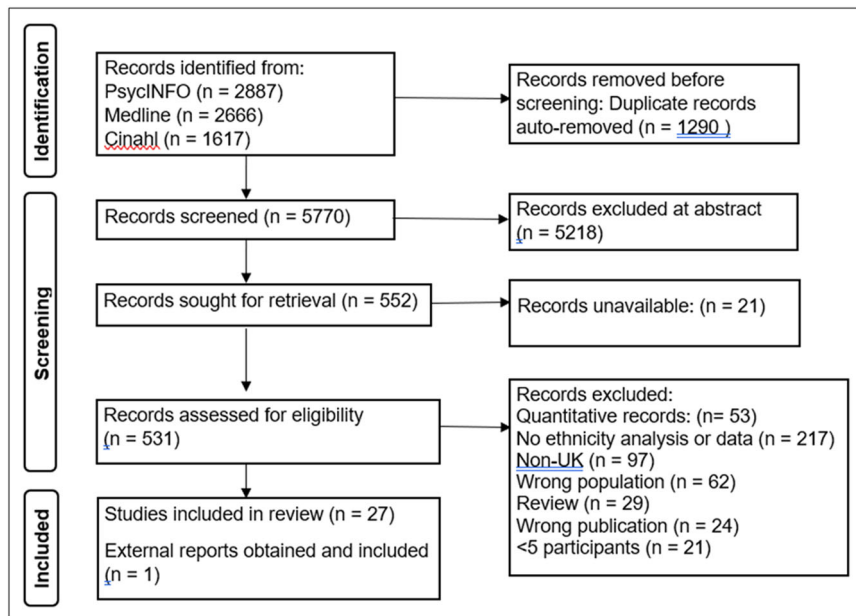 Identification
Records identified from:
PsycINFO (n = 2887)
Medline (n = 2666)
Cinahl (n = 1617)
Records removed before
screening: Duplicate records
auto-removed (n = 1290 )
Screening
Records screened (n = 5770)
Records excluded at abstract
(n = 5218)
Records sought for retrieval (n = 552)
Records unavailable: (n = 21)
Records assessed for eligibility
(n = 531)
Records excluded:
Quantitative records: (n= 53)
No ethnicity analysis or data (n = 217)
Non-UK (n = 97)
Wrong population (n = 62)
Review (n = 29)
Wrong publication (n = 24)
<5 participants (n = 21)
Included
Studies included in review (n = 27)
External reports obtained and included
(n = 1)